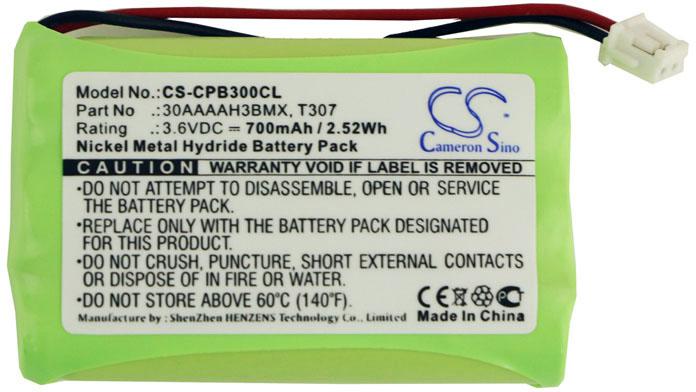 Model No.:CS-CPB300CL
Part No :30AAAAH3BMX, T307
Rating :3.6VDC ⎓ 700mAh / 2.52Wh
Nickel Metal Hydride Battery Pack
CS
Cameron Sino
CAUTION :WARRANTY VOID IF LABEL IS REMOVED
•DO NOT ATTEMPT TO DISASSEMBLE, OPEN OR SERVICE
THE BATTERY PACK.
•REPLACE ONLY WITH THE BATTERY PACK DESIGNATED
FOR THIS EQUIPMENT.
•DO NOT CRUSH, PUNCTURE, SHORT EXTERNAL CONTACTS
OR DISPOSE OF IN FIRE OR WATER.
•DO NOT STORE ABOVE 60°C (140°F).
Manufacture by : ShenZhen HENZENS Technology Co., Limited
CE
Made In China